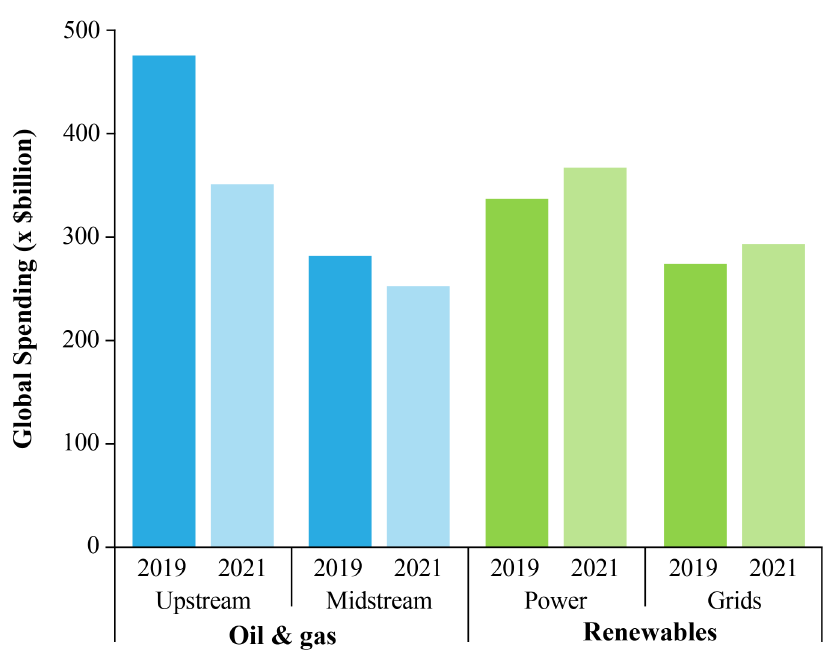 Global Spending (x $billion)
500
400
300
200
100
0
2019 2021 2019 2021 2019 2021 2019 2021
Upstream Midstream Power Grids
Oil & gas Renewables